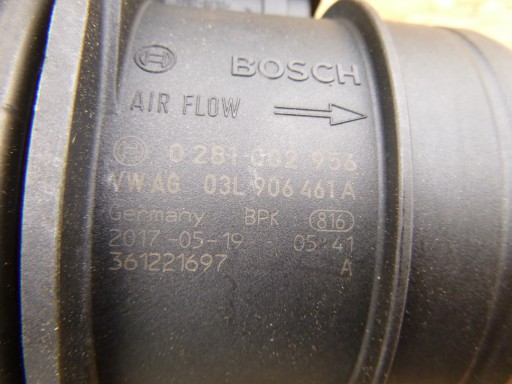 BOSCH
AIR FLOW
0 281 002 956
VW AG 03L 906 461 A
Germany BPK 816
2017-05-19 05:41
361221697 A